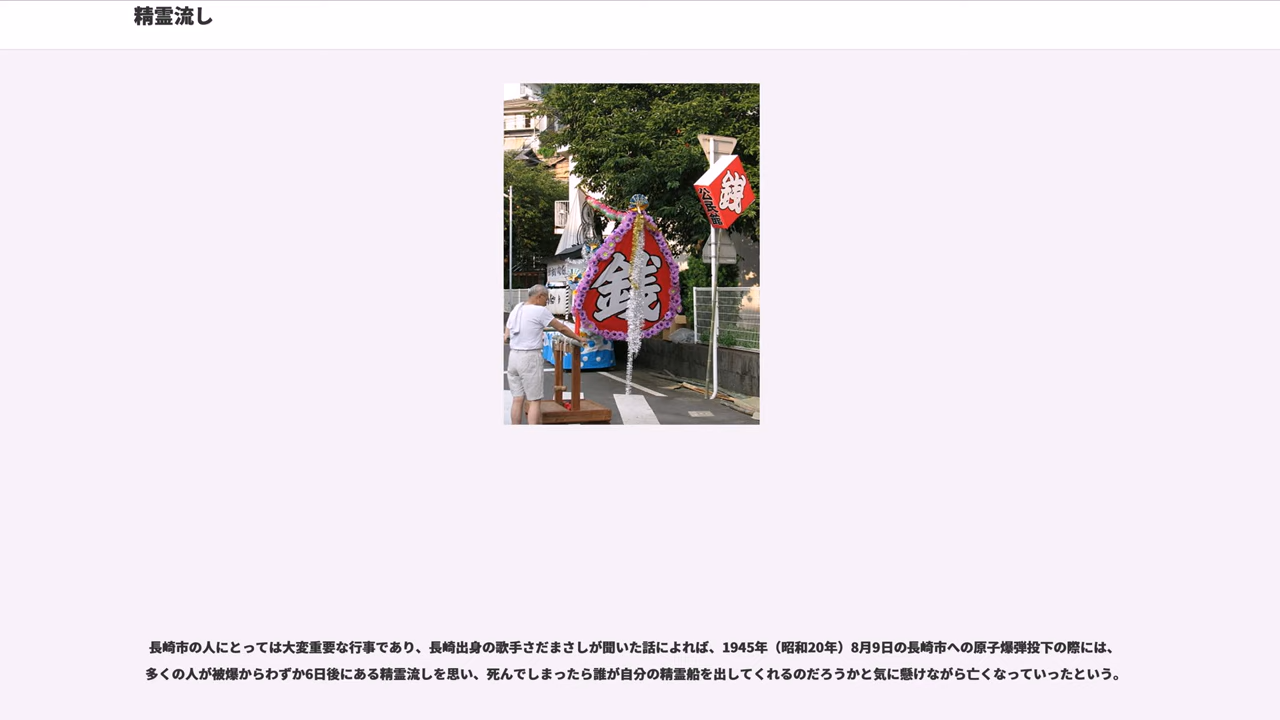 精霊流し
銭
公民館
銭
長崎市の人にとっては大変重要な行事であり、長崎出身の歌手さだまさしが聞いた話によれば、1945年（昭和20年）8月9日の長崎市への原子爆弾投下の際には、
多くの人が被爆からわずか6日後にある精霊流しを思い、死んでしまったら誰が自分の精霊船を出してくれるのだろうかと気に懸けながら亡くなっていったという。